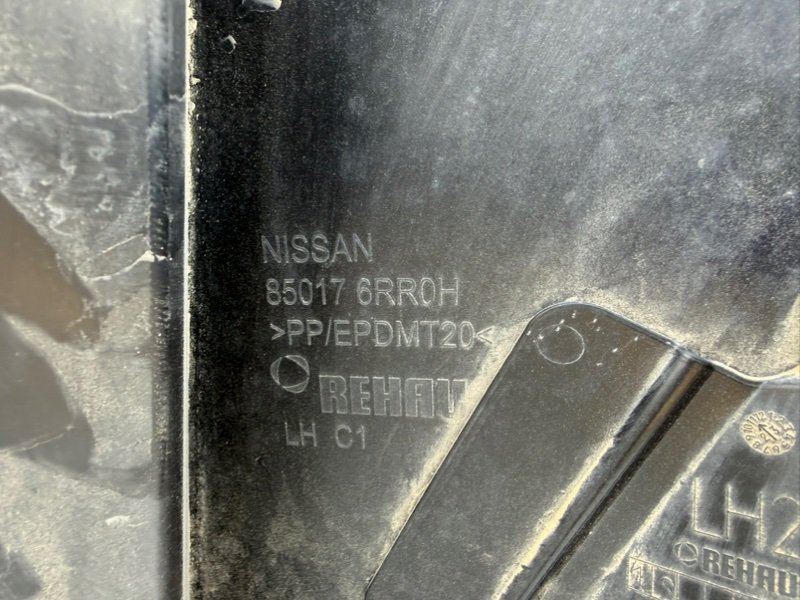 NISSAN
85017 6RR0H
>PP/EPDMT20<
REHAU
LH C1
LH2
REHAU